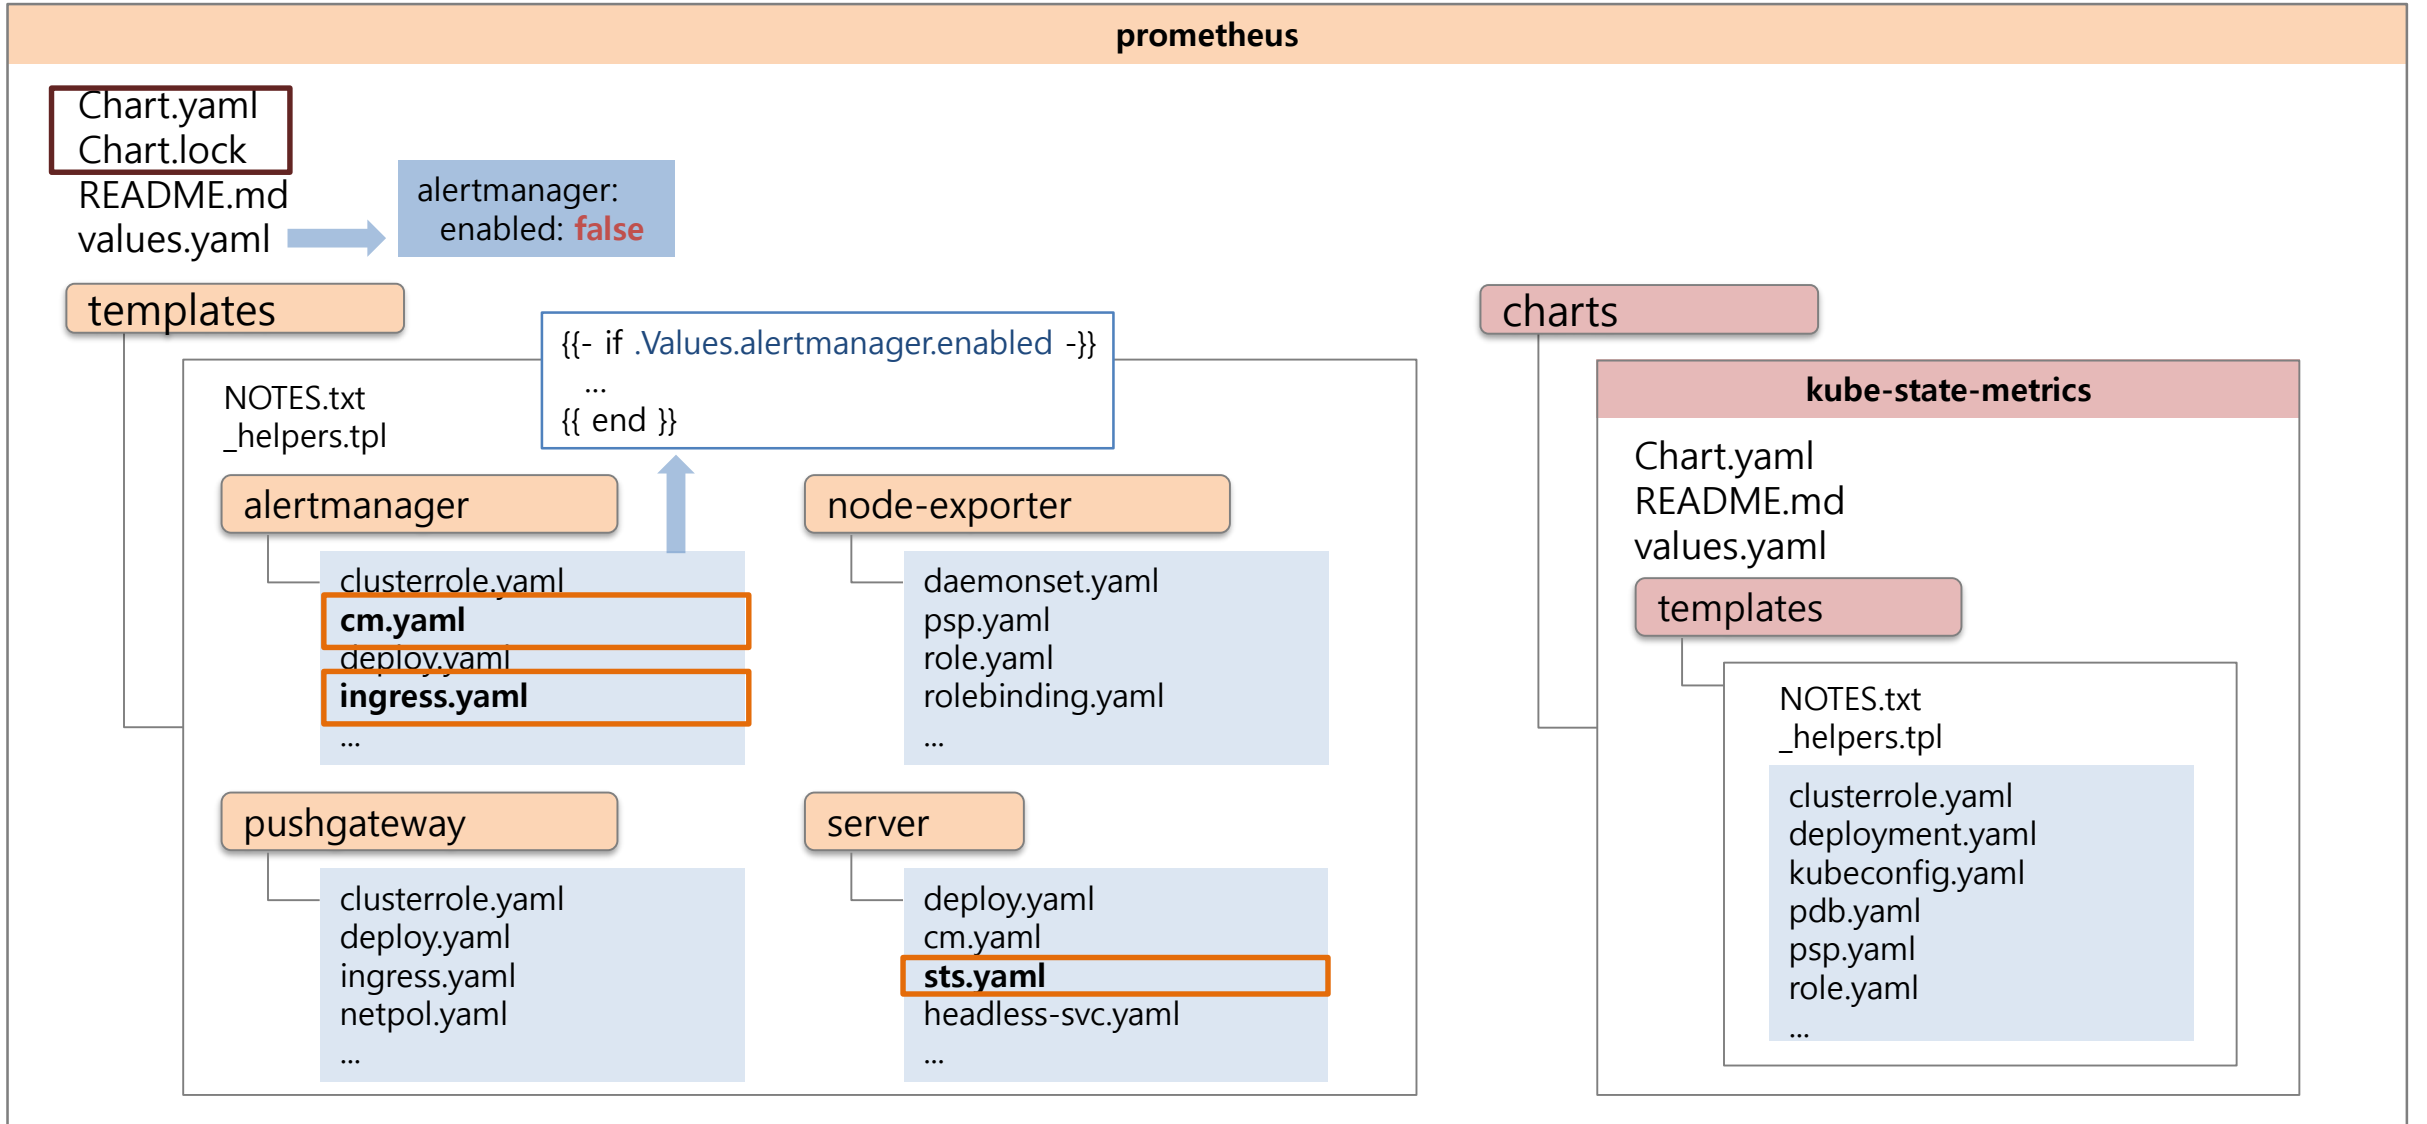 prometheus
Chart.yaml
Chart.lock
README.md
values.yaml
alertmanager:
enabled: false
templates
{{- if .Values.alertmanager.enabled -}}
...
{{ end }}
NOTES.txt
_helpers.tpl
alertmanager
clusterrole.yaml
cm.yaml
deploy.yaml
ingress.yaml
...
node-exporter
daemonset.yaml
psp.yaml
role.yaml
rolebinding.yaml
...
pushgateway
clusterrole.yaml
deploy.yaml
ingress.yaml
netpol.yaml
...
server
deploy.yaml
cm.yaml
sts.yaml
headless-svc.yaml
...
charts
kube-state-metrics
Chart.yaml
README.md
values.yaml
templates
NOTES.txt
_helpers.tpl
clusterrole.yaml
deployment.yaml
kubeconfig.yaml
pdb.yaml
psp.yaml
role.yaml
...